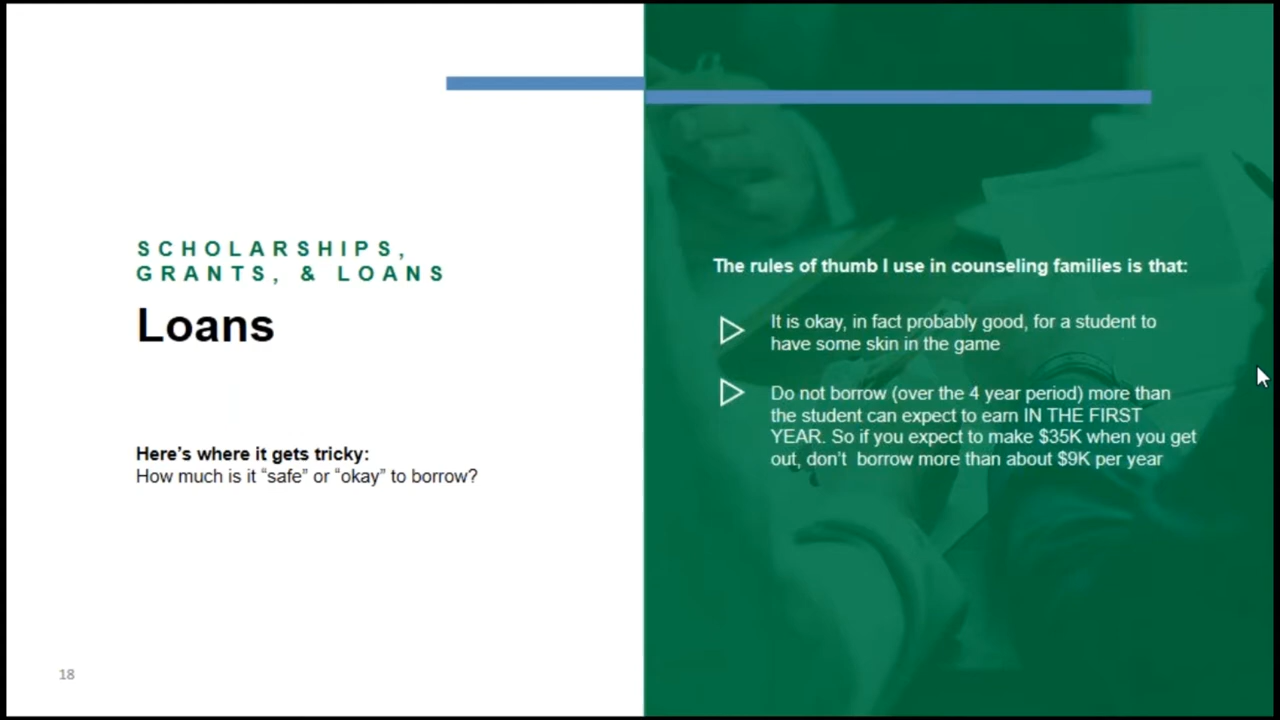 SCHOLARSHIPS,
GRANTS, & LOANS
Loans
Here's where it gets tricky:
How much is it “safe” or “okay” to borrow?
18
The rules of thumb I use in counseling families is that:
It is okay, in fact probably good, for a student to
have some skin in the game
Do not borrow (over the 4 year period) more than
the student can expect to earn IN THE FIRST
YEAR. So if you expect to make $35K when you get
out, don't  borrow more than about $9K per year